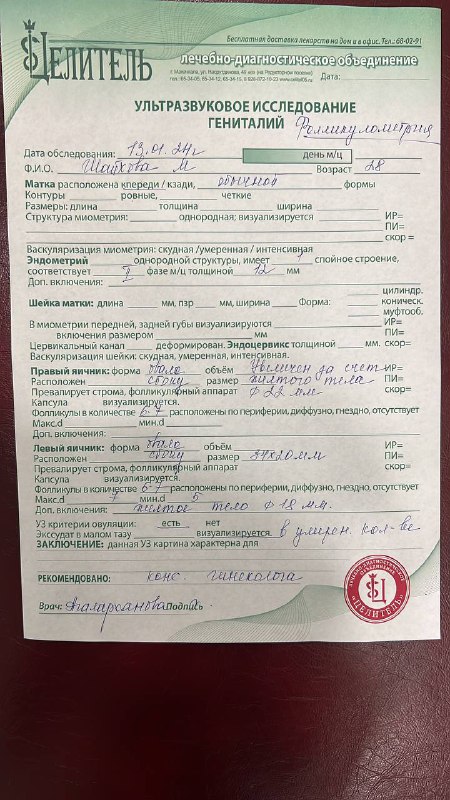 ЦЕЛИТЕЛЬ
Бесплатная доставка лекарств на дом и в офис. Тел.: 68-02-91
лечебно-диагностическое объединение
Дата:
УЛЬТРАЗВУКОВОЕ ИССЛЕДОВАНИЕ
ГЕНИТАЛИЙ Фолликулометрия
Дата обследования: 13.01.24г день м/ц
Ф.И.О. М Возраст 28
Матка расположена кпереди / кзади, обычной формы
Контуры ровные, четкие
Размеры: длина толщина ширина
Структура миометрия: однородная; визуализируется ИР=
ПИ=
скор =
Васкуляризация миометрия: скудная /умеренная / интенсивная
Эндометрий однородной структуры, имеет 1 слойное строение,
соответствует фазе м/ц толщиной 12 мм
Доп. включения:
цилиндр.
Шейка матки: длина мм, пзр мм, ширина Форма: коническ.
муфтооб.
В миометрии передней, задней губы визуализируются ИР=
включения размером мм ПИ=
Цервикальный канал деформирован. Эндоцервикс толщиной мм. скор=
Васкуляризация шейки: скудная, умеренная, интенсивная.
Правый яичник: форма овало объём увеличен за счет ИР=
Расположен сбоку размер желтого тела ПИ=
Превалирует строма, фолликулярный аппарат ф 22 мм скор=
Капсула визуализируется.
Фолликулы в количестве 6-7 расположены по периферии, диффузно, гнездно, отсутствует
Макс.d мин.d
Доп. включения:
Левый яичник: форма овало объём ИР=
Расположен сбоку размер 34х20мм ПИ=
Превалирует строма, фолликулярный аппарат скор=
Капсула визуализируется.
Фолликулы в количестве 6-7 расположены по периферии, диффузно, гнездно, отсутствует
Макс.d 7 мин.d 5
Доп. включения: желтое тело ф 18 мм.
УЗ критерии овуляции: есть нет
Экссудат в малом тазу визуализируется в умерен. кол-ве
ЗАКЛЮЧЕНИЕ: данная УЗ картина характерна для
РЕКОМЕНДОВАНО: конс. гинеколога
Врач: Подпись
«ЦЕЛИТЕЛЬ»